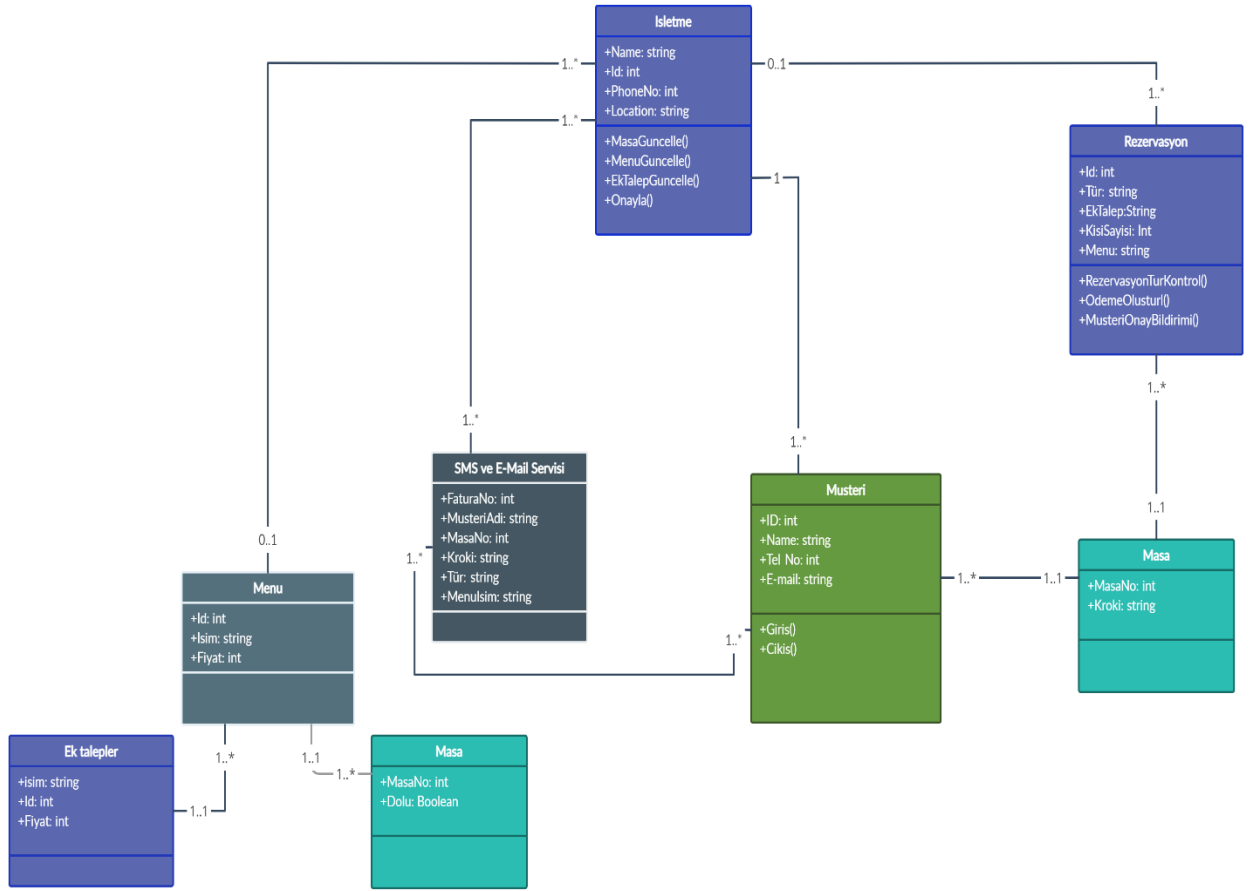 Isletme
+Name: string
+Id: int
+PhoneNo: int
+Location: string
+MasaGuncelle()
+MenuGuncelle()
+EkTalepGuncelle()
+Onayla()
1..*
0..1
1..*
1..*
1
Rezervasyon
+Id: int
+Tür: string
+EkTalep:String
+KisiSayisi: Int
+Menu: string
+RezervasyonTurKontrol()
+OdemeOlusturl()
+MusteriOnayBildirimi()
1..*
1..1
1..*
1..*
0..1
SMS ve E-Mail Servisi
+FaturaNo: int
+MusteriAdi: string
+MasaNo: int
+Kroki: string
+Tür: string
+MenuIsim: string
1..*
1..*
Musteri
+ID: int
+Name: string
+Tel No: int
+E-mail: string
+Giris()
+Cikis()
1..*
1..1
Masa
+MasaNo: int
+Kroki: string
Menu
+Id: int
+Isim: string
+Fiyat: int
1..*
1..1
1..1
1..*
Ek talepler
+isim: string
+Id: int
+Fiyat: int
Masa
+MasaNo: int
+Dolu: Boolean